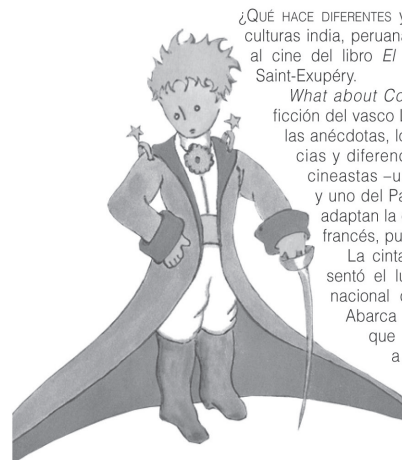 ¿QUÉ HACE DIFERENTES
culturas india, peruan
al cine del libro El
Saint-Exupéry.
What about Co
ficción del vasco
las anécdotas, lo
cias y diferenc
cineastas –u
y uno del Pa
adaptan la
francés, pu
La cinta
sentó el lu
nacional
Abarca
que
a